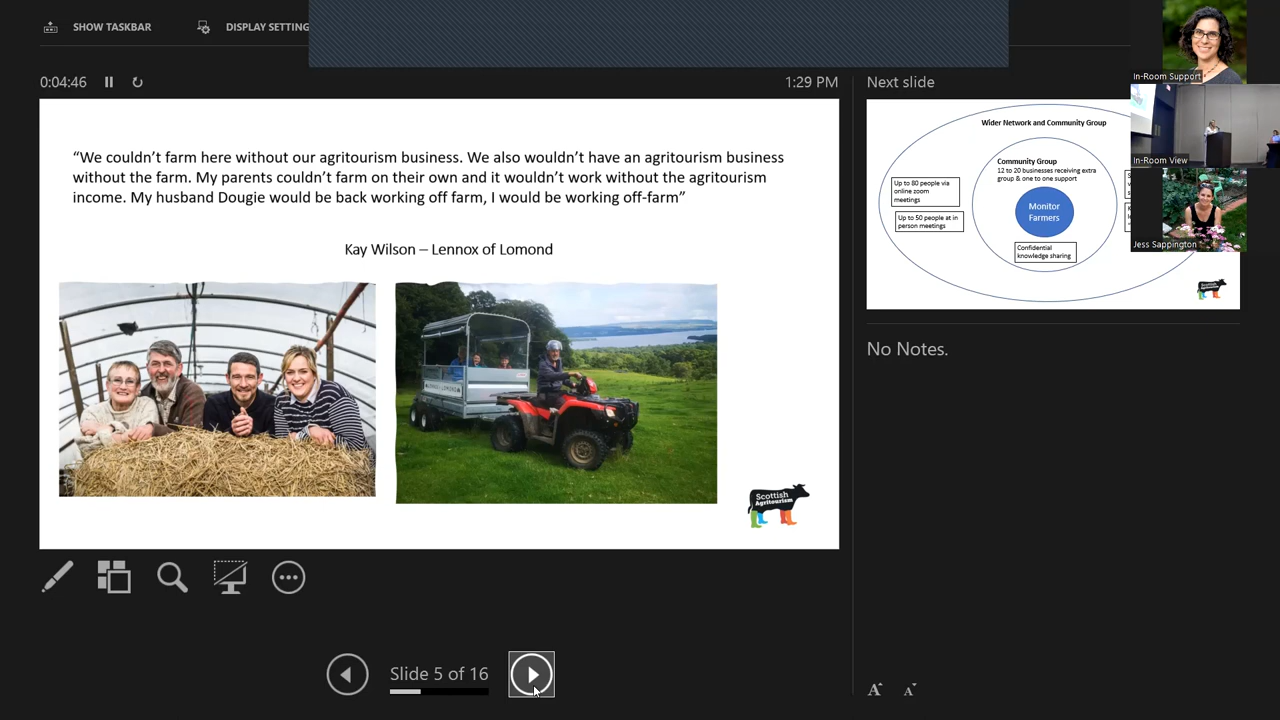 SHOW TASKBAR
DISPLAY SETTING
0:04:46
1:29 PM
“We couldn’t farm here without our agritourism business. We also wouldn’t have an agritourism business
without the farm. My parents couldn’t farm on their own and it wouldn’t work without the agritourism
income. My husband Dougie would be back working off farm, I would be working off-farm”
Kay Wilson – Lennox of Lomond
Scottish
Agritourism
Slide 5 of 16
Next slide
Wider Network and Community Group
Community Group
12 to 20 businesses receiving extra
group & one to one support
Up to 80 people via
online zoom
meetings
Up to 50 people at in
person meetings
Monitor
Farmers
Confidential
knowledge sharing
No Notes.
A
A
In-Room Support
In-Room View
Jess Sappington